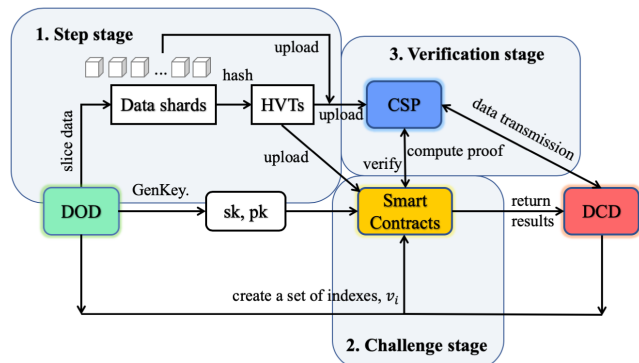 1. Step stage
upload
3. Verification stage
...
hash
Data shards
HVTs
upload
CSP
slice data
upload
verify
compute proof
data transmission
GenKey.
DOD
sk, pk
Smart
Contracts
return
results
DCD
create a set of indexes, vᵢ
2. Challenge stage